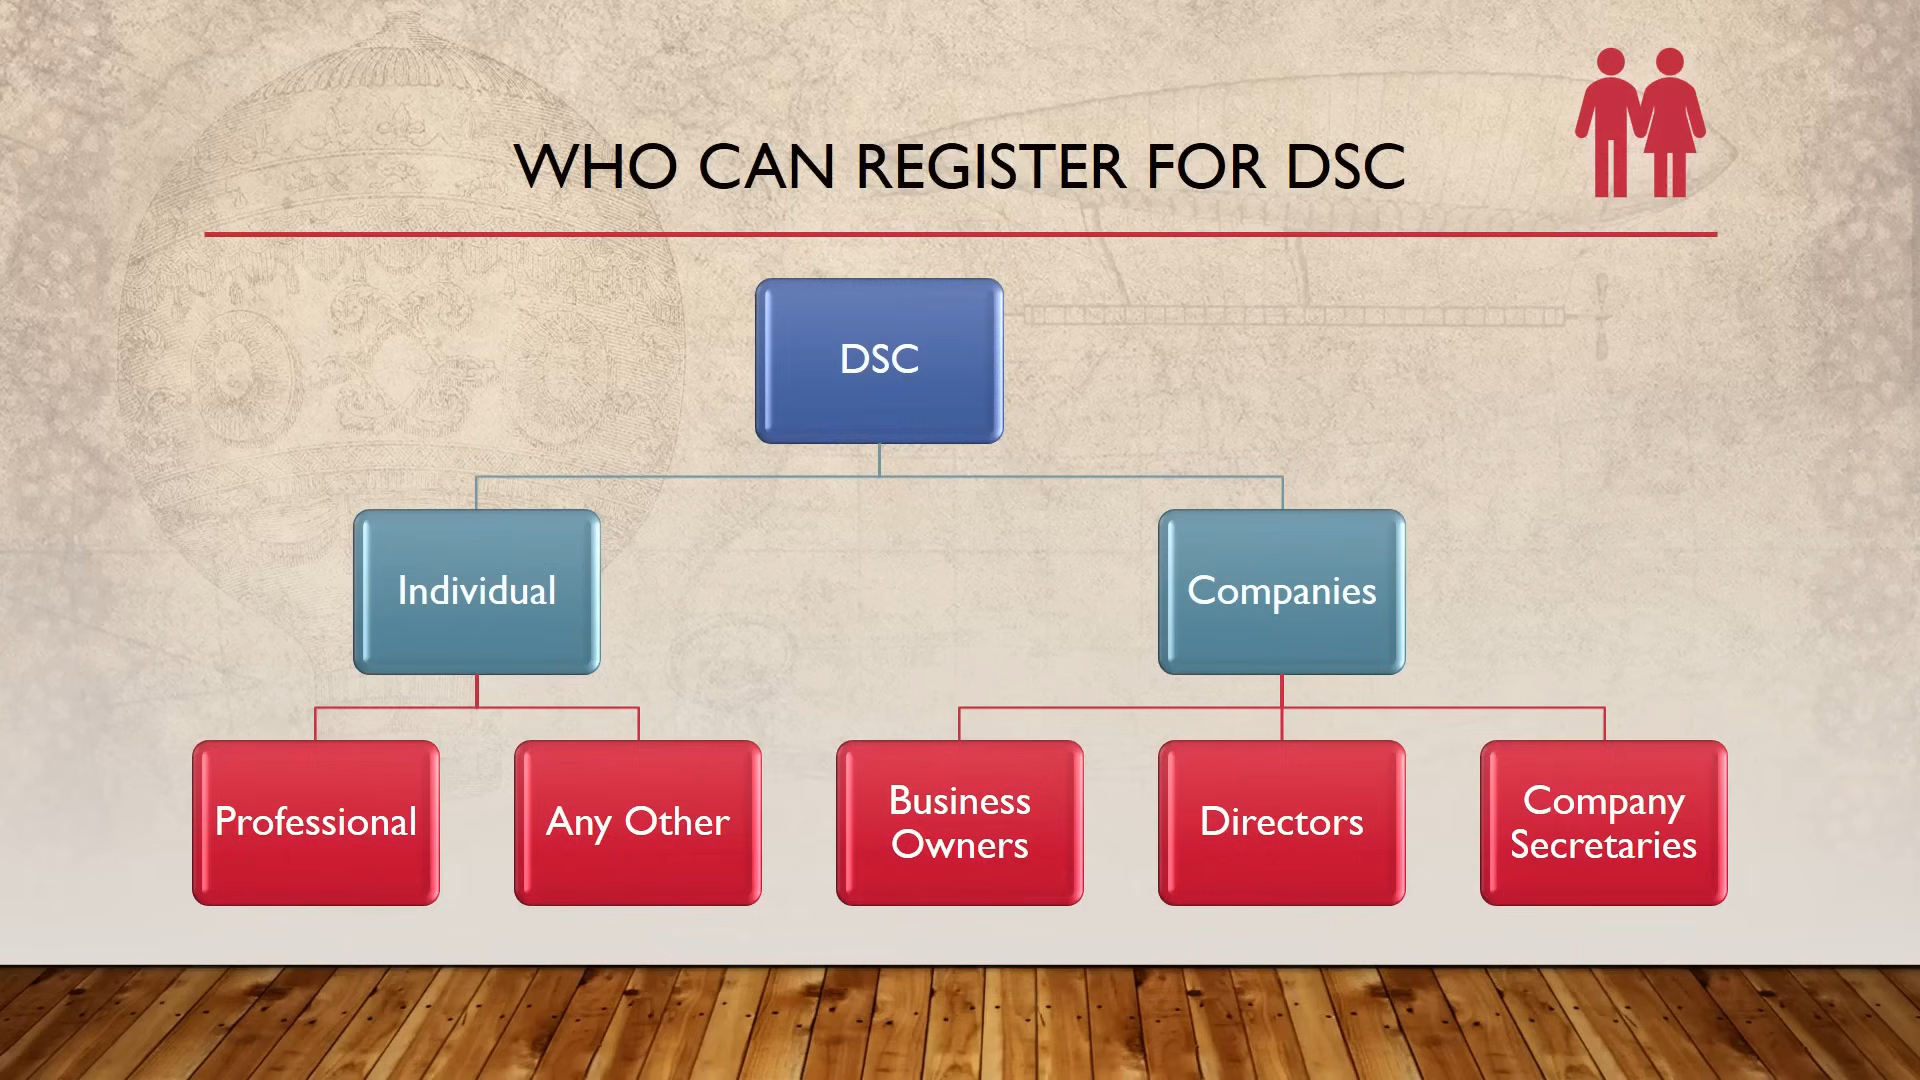 WHO CAN REGISTER FOR DSC
DSC
Individual
Companies
Professional
Any Other
Business
Owners
Directors
Company
Secretaries